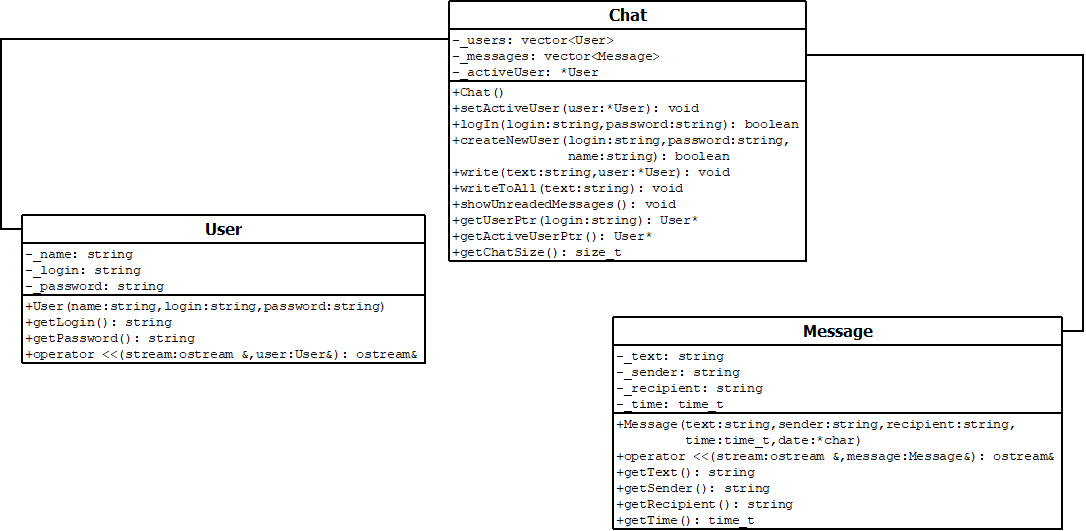 Chat
-_users: vector<User>
-_messages: vector<Message>
-_activeUser: *User
+Chat()
+setActiveUser(user:*User): void
+logIn(login:string,password:string): boolean
+createNewUser(login:string,password:string,
name:string): boolean
+write(text:string,user:*User): void
+writeToAll(text:string): void
+showUnreadedMessages(): void
+getUserPtr(login:string): User*
+getActiveUserPtr(): User*
+getChatSize(): size_t
User
-_name: string
-_login: string
-_password: string
+User(name:string,login:string,password:string)
+getLogin(): string
+getPassword(): string
+operator <<(stream:ostream &,user:User&): ostream&
Message
-_text: string
-_sender: string
-_recipient: string
-_time: time_t
+Message(text:string,sender:string,recipient:string,
time:time_t,date:*char)
+operator <<(stream:ostream &,message:Message&): ostream&
+getText(): string
+getSender(): string
+getRecipient(): string
+getTime(): time_t